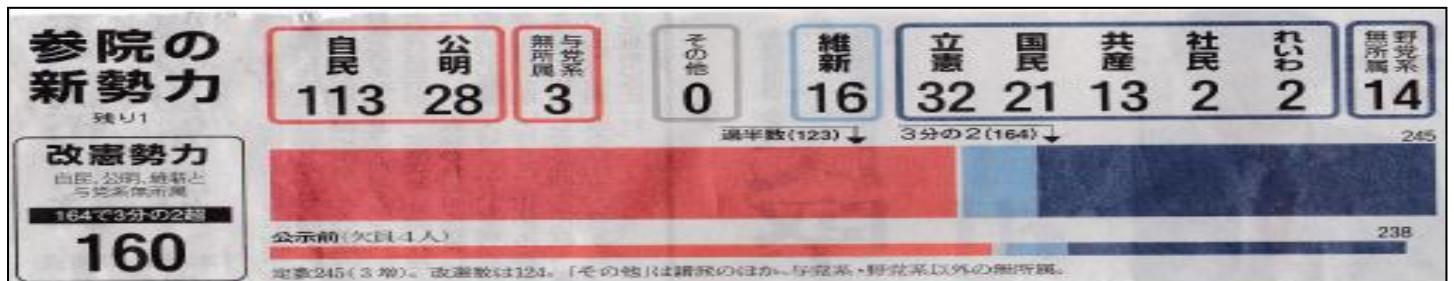 参院の
新勢力
残り1
自民
113
公明
28
与党系
無所属
3
その他
0
維新
16
立憲
32
国民
21
共産
13
社民
2
れいわ
2
野党系
無所属
14
過半数(123)↓
3分の2(164)↓
245
改憲勢力
自民、公明、維新と
与党系無所属
164で3分の2超
160
公示前(欠員4人)
238
定数245(3増)。改選数は124。「その他」は諸派のほか、与党系・野党系以外の無所属。